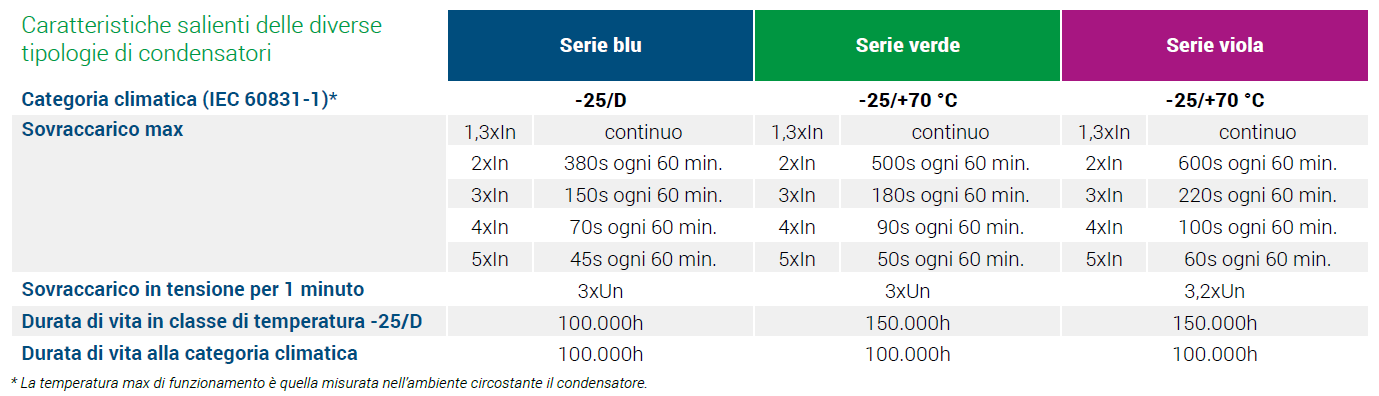 Caratteristiche salienti delle diverse
tipologie di condensatori
Serie blu Serie verde Serie viola
Categoria climatica (IEC 60831-1)* -25/D -25/+70 °C -25/+70 °C
Sovraccarico max 1,3xIn continuo 1,3xIn continuo 1,3xIn continuo
2xIn 380s ogni 60 min. 2xIn 500s ogni 60 min. 2xIn 600s ogni 60 min.
3xIn 150s ogni 60 min. 3xIn 180s ogni 60 min. 3xIn 220s ogni 60 min.
4xIn 70s ogni 60 min. 4xIn 90s ogni 60 min. 4xIn 100s ogni 60 min.
5xIn 45s ogni 60 min. 5xIn 50s ogni 60 min. 5xIn 60s ogni 60 min.
Sovraccarico in tensione per 1 minuto 3xUn 3xUn 3,2xUn
Durata di vita in classe di temperatura -25/D 100.000h 150.000h 150.000h
Durata di vita alla categoria climatica 100.000h 100.000h 100.000h
* La temperatura max di funzionamento è quella misurata nell'ambiente circostante il condensatore.